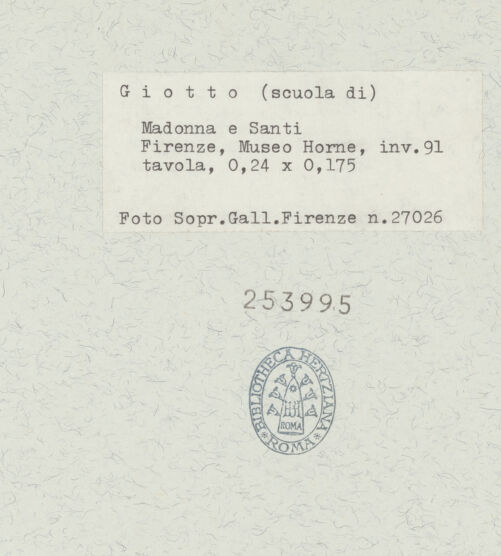 G i o t t o (scuola di)
Madonna e Santi
Firenze, Museo Horne, inv.91
tavola, 0,24 x 0,175
Foto Sopr.Gall.Firenze n.27026
253995
BIBLIOTHECA HERTZIANA
ROMA
* ROMA *